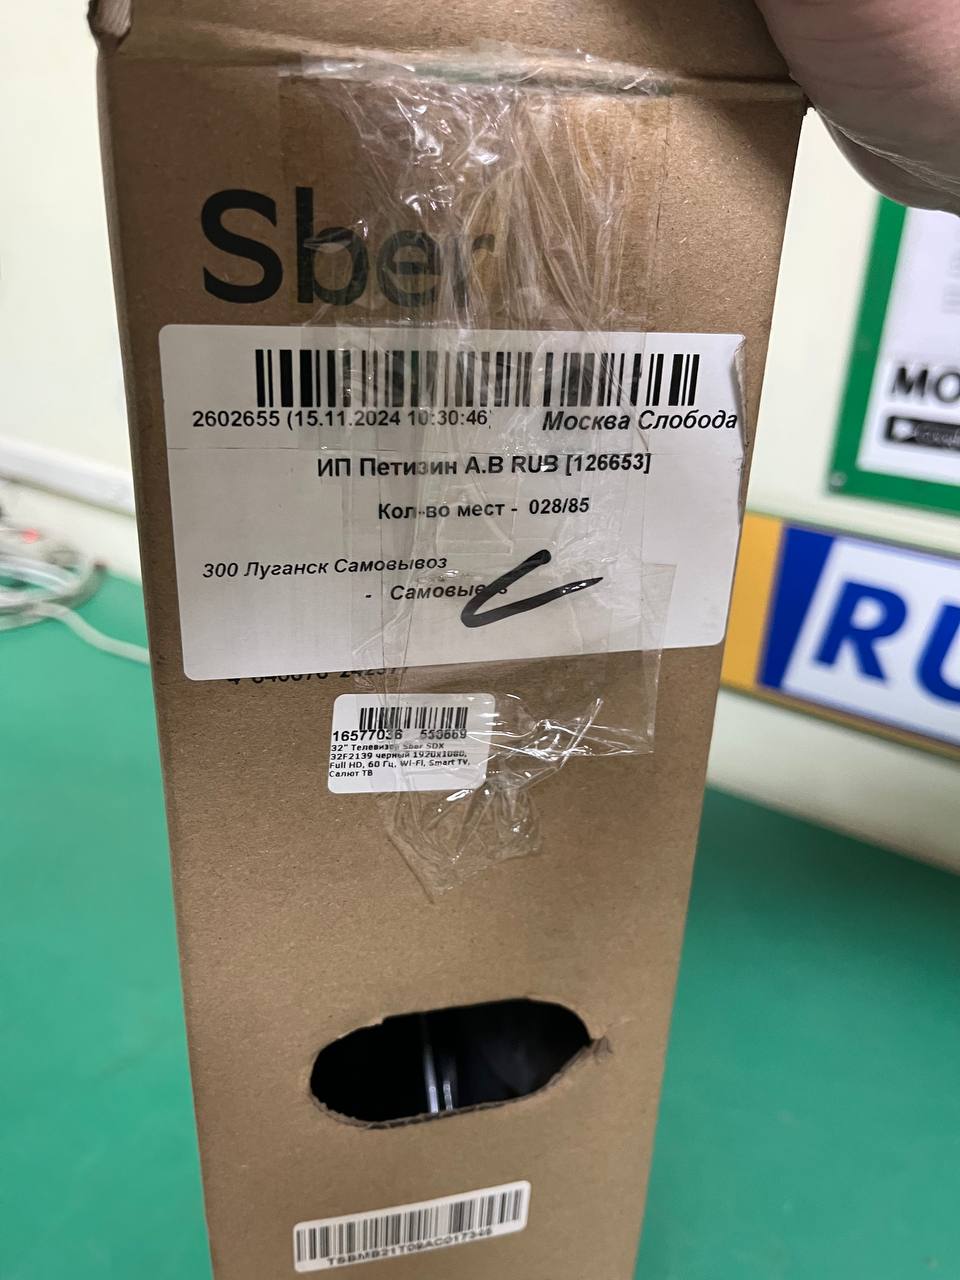 Sber
2602655 (15.11.2024 10:30:46) Москва Слобода
ИП Петизин А.В RUB [126653]
Кол-во мест - 028/85
300 Луганск Самовывоз
- Самовывоз
16577036 533669
32" Телевизор Sber SDX
32F2139 черный 1920x1080,
Full HD, 60 Гц, Wi-Fi, Smart TV,
Салют ТВ
MO
RU